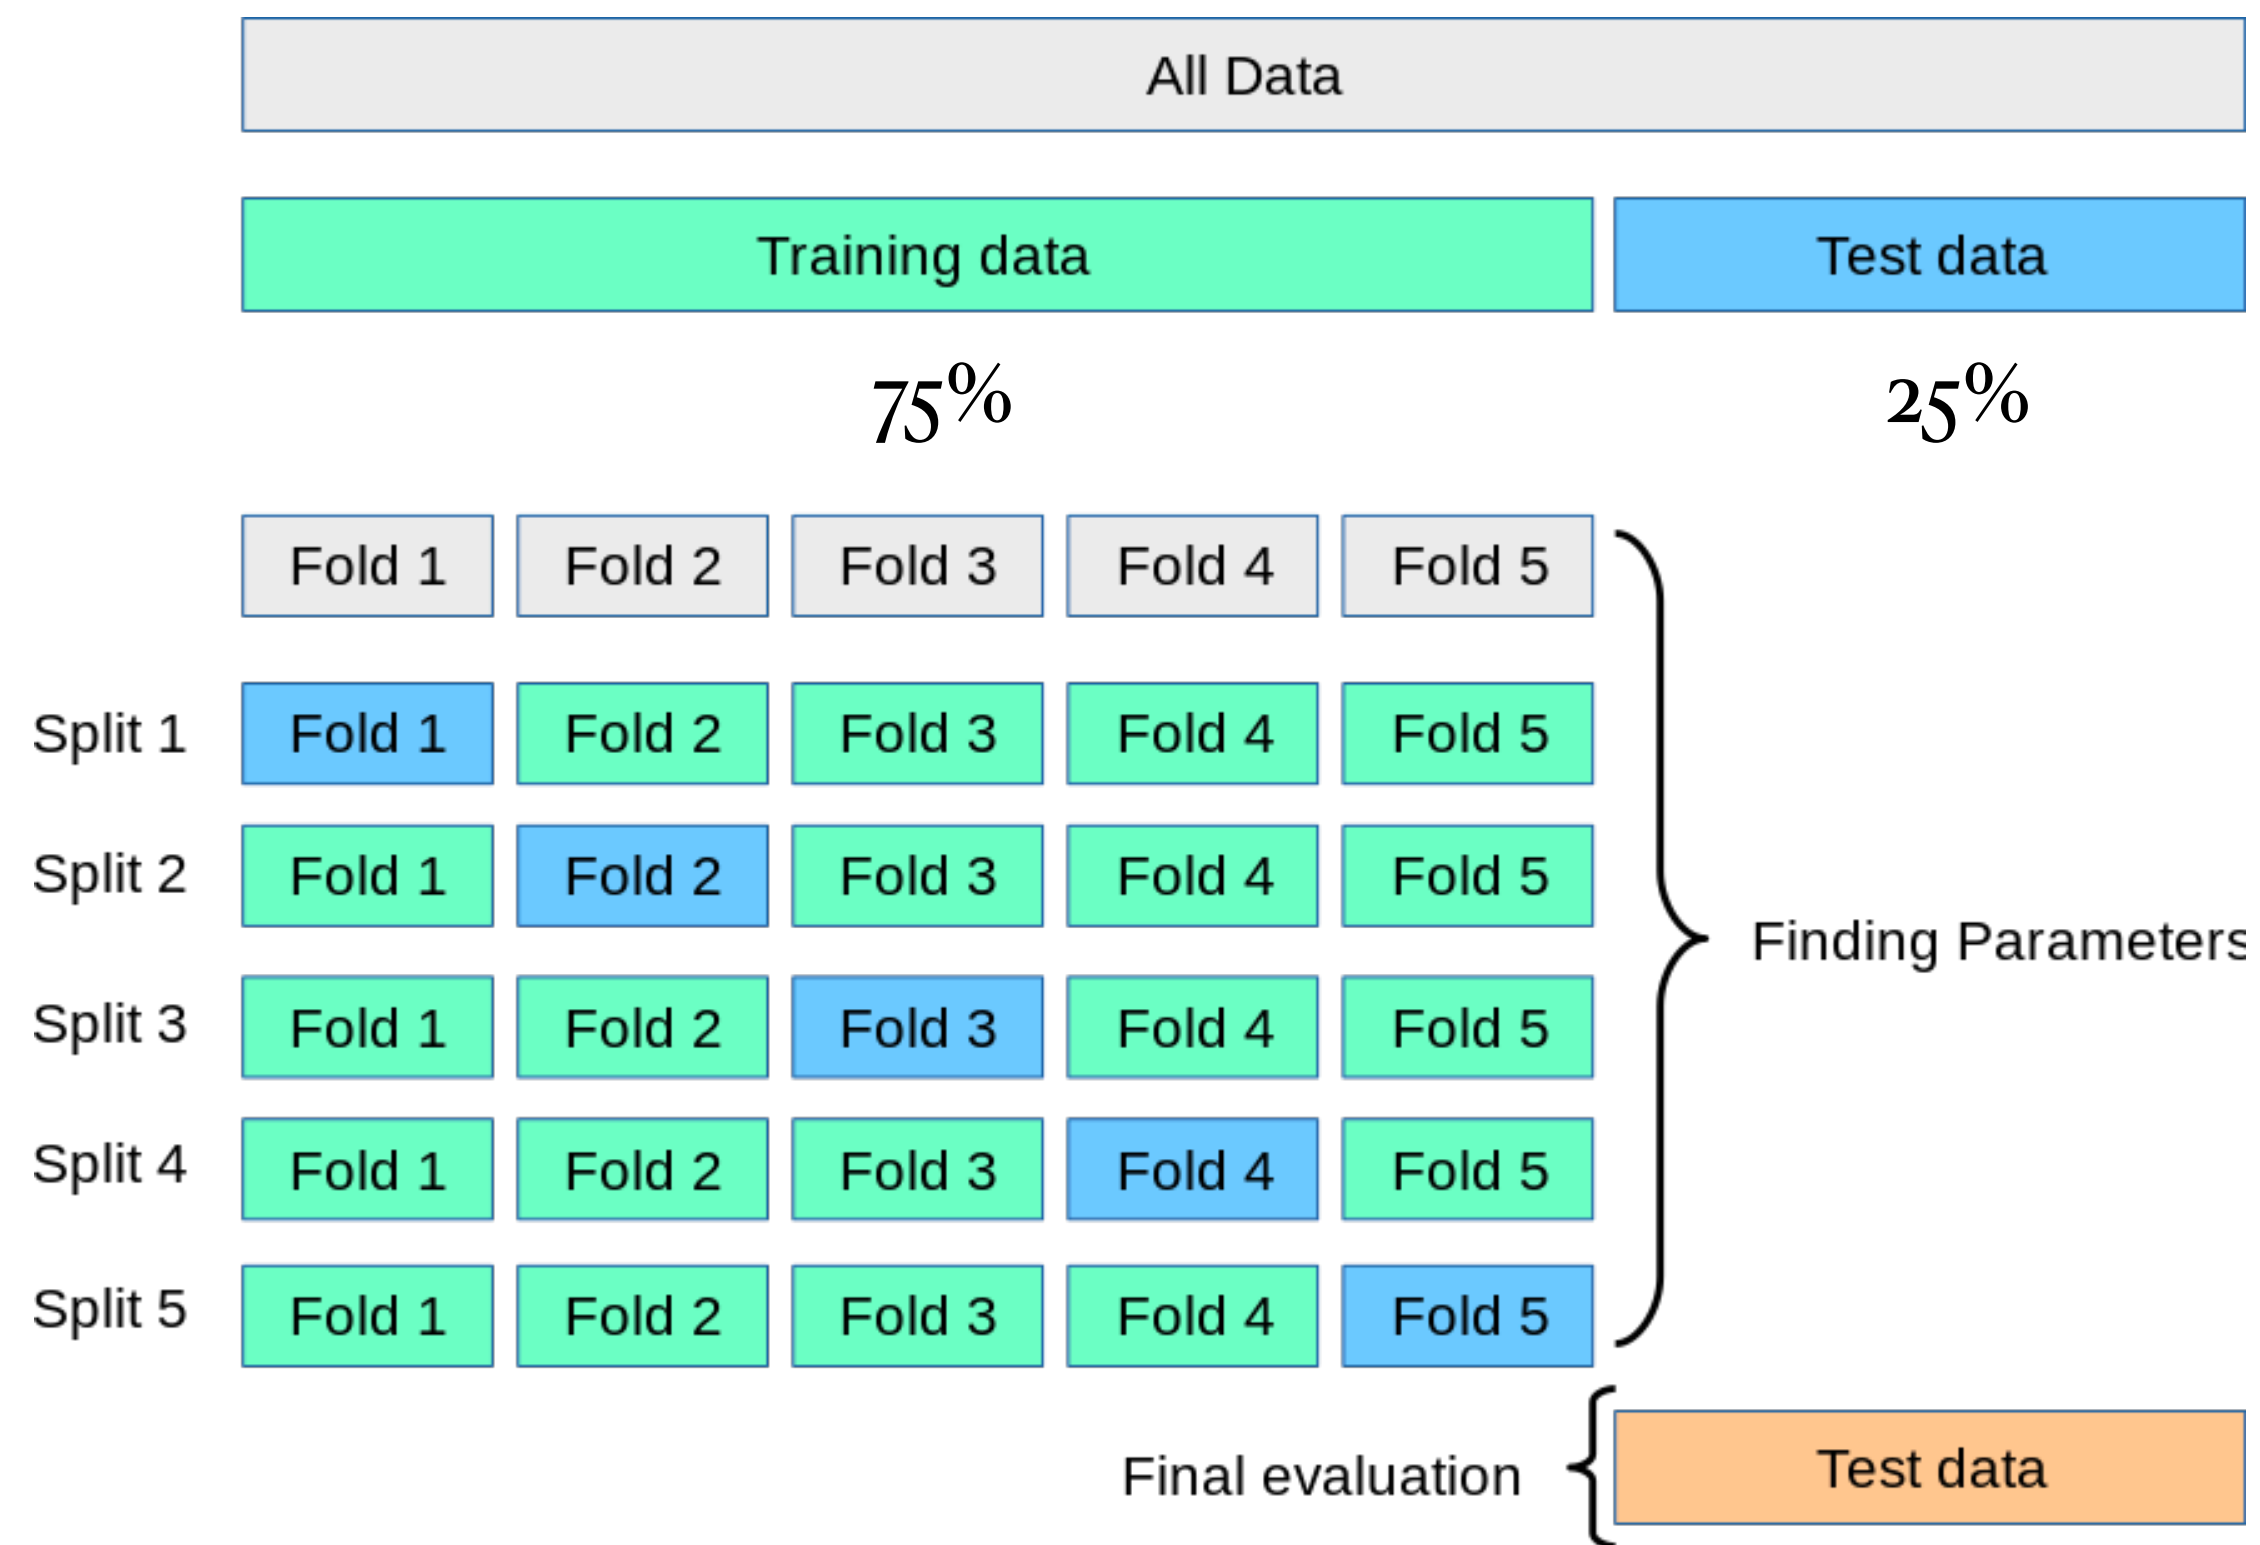 All Data
Training data Test data
75% 25%
Fold 1 Fold 2 Fold 3 Fold 4 Fold 5
Split 1 Fold 1 Fold 2 Fold 3 Fold 4 Fold 5
Split 2 Fold 1 Fold 2 Fold 3 Fold 4 Fold 5
Finding Parameters
Split 3 Fold 1 Fold 2 Fold 3 Fold 4 Fold 5
Split 4 Fold 1 Fold 2 Fold 3 Fold 4 Fold 5
Split 5 Fold 1 Fold 2 Fold 3 Fold 4 Fold 5
Final evaluation Test data